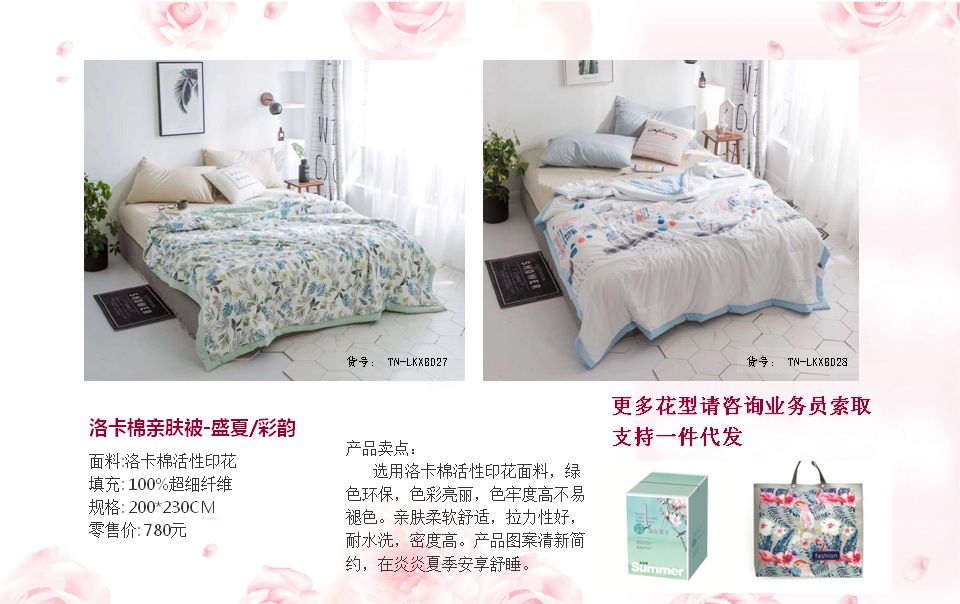 SHOWER
simplicity
SHOWER
货号： TN-LKXBD27
货号： TN-LKXBD28
洛卡棉亲肤被-盛夏/彩韵
面料:洛卡棉活性印花
填充: 100%超细纤维
规格: 200*230CM
零售价: 780元
产品卖点：
选用洛卡棉活性印花面料，绿
色环保，色彩亮丽，色牢度高不易
褪色。亲肤柔软舒适，拉力性好，
耐水洗，密度高。产品图案清新简
约，在炎炎夏季安享舒睡。
更多花型请咨询业务员索取
支持一件代发
Summer
fashion